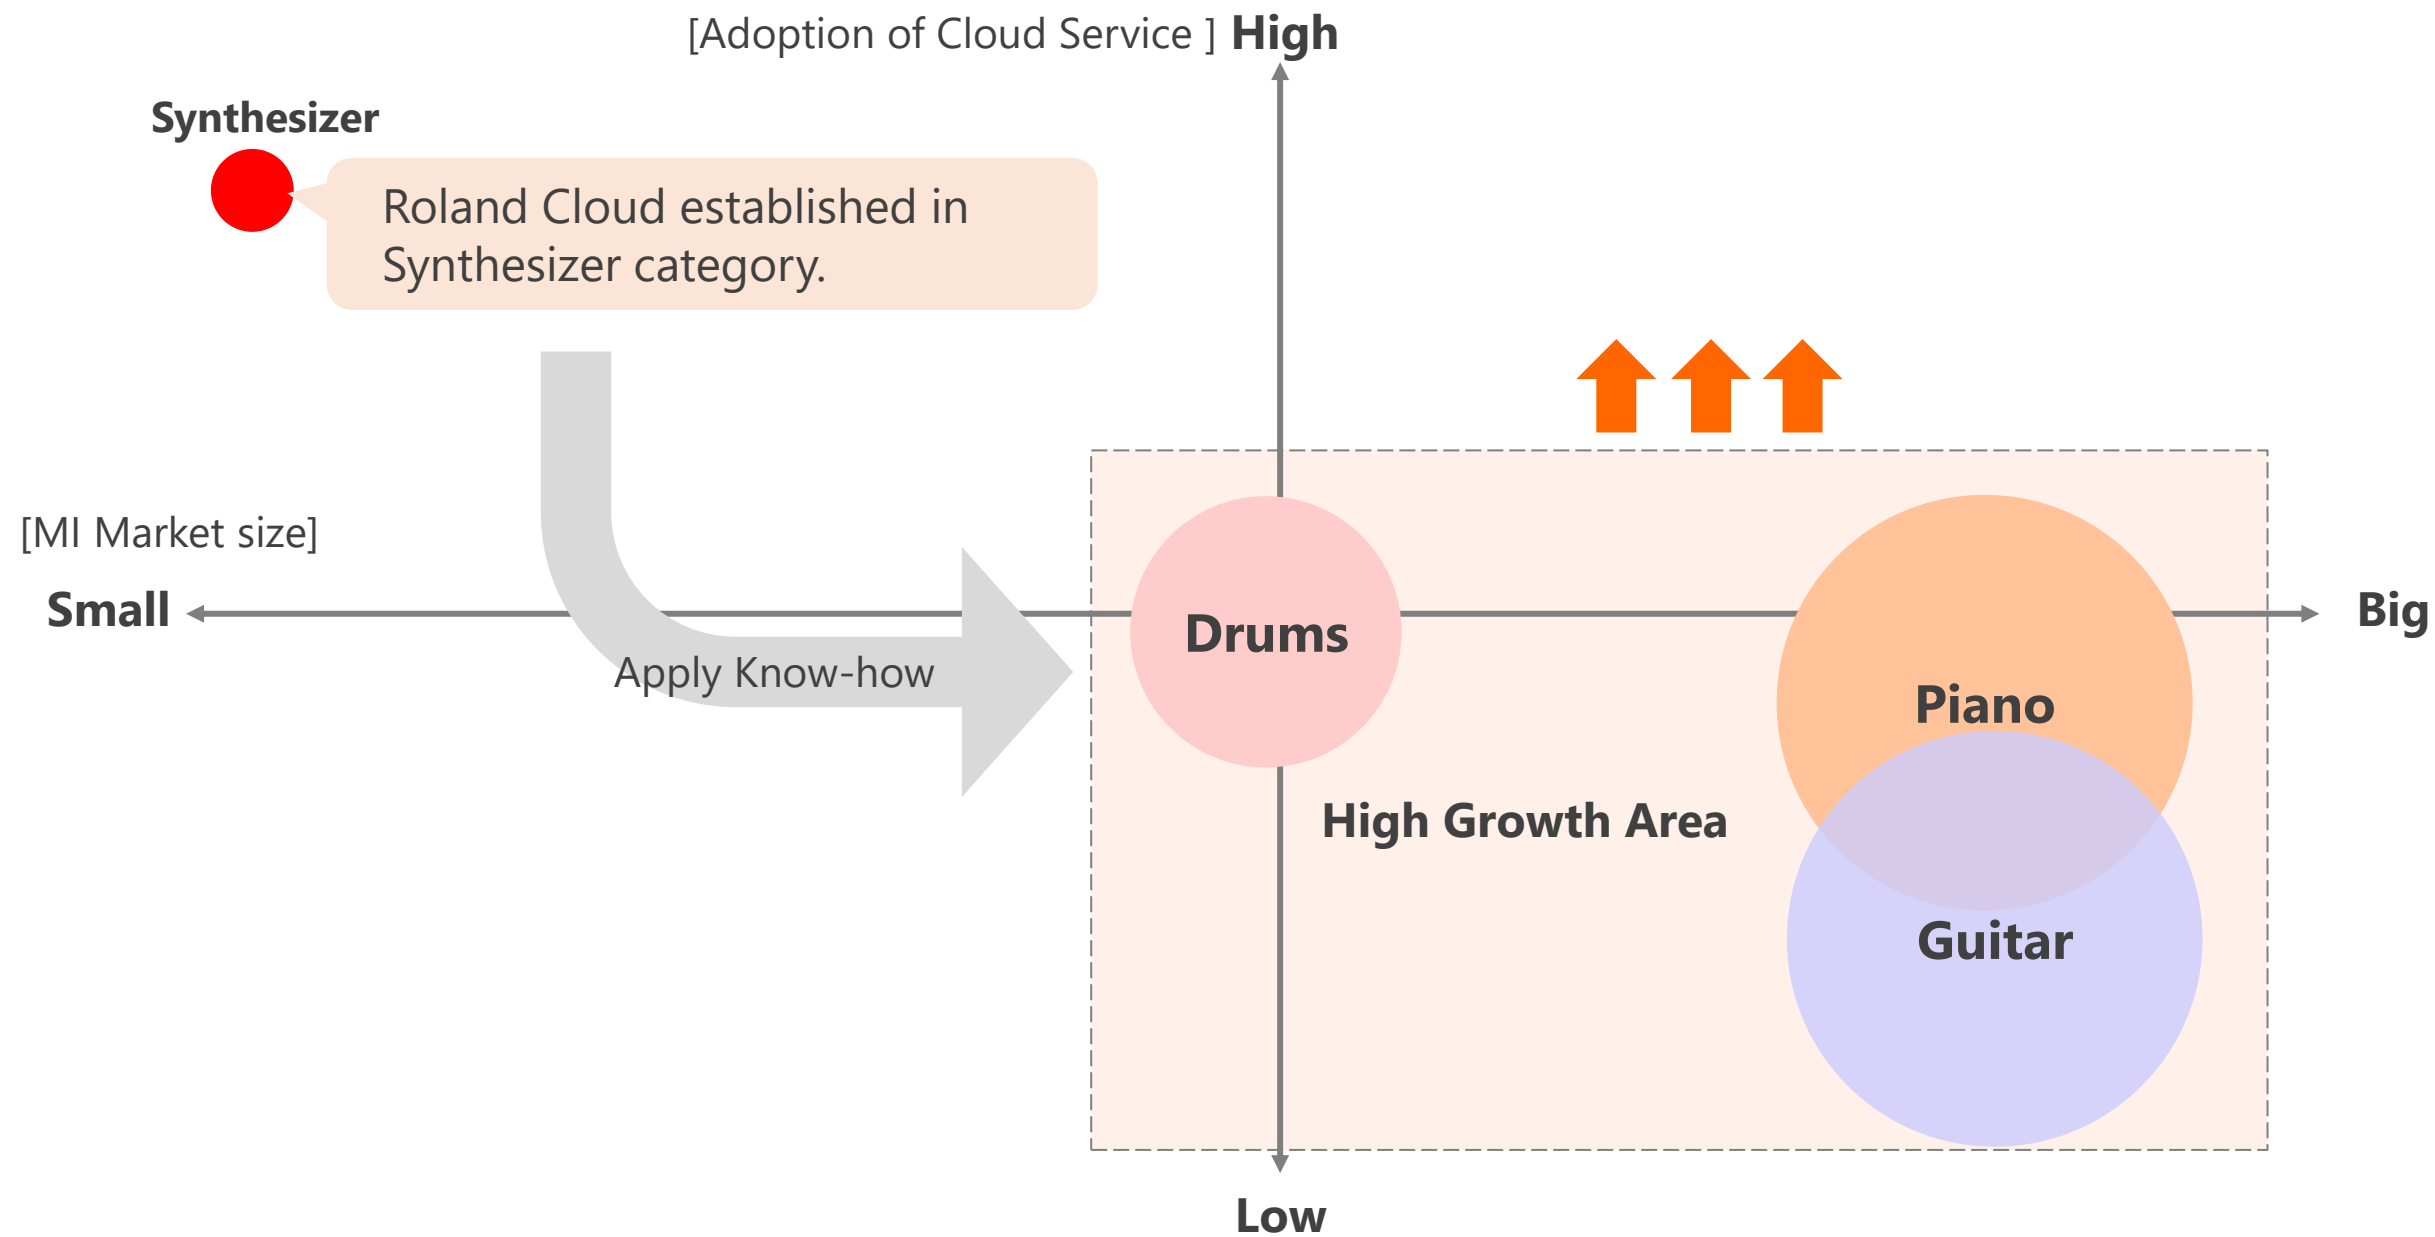 [Adoption of Cloud Service ] High
Synthesizer
Roland Cloud established in
Synthesizer category.
[MI Market size]
Small
Big
Apply Know-how
Drums
Piano
High Growth Area
Guitar
Low